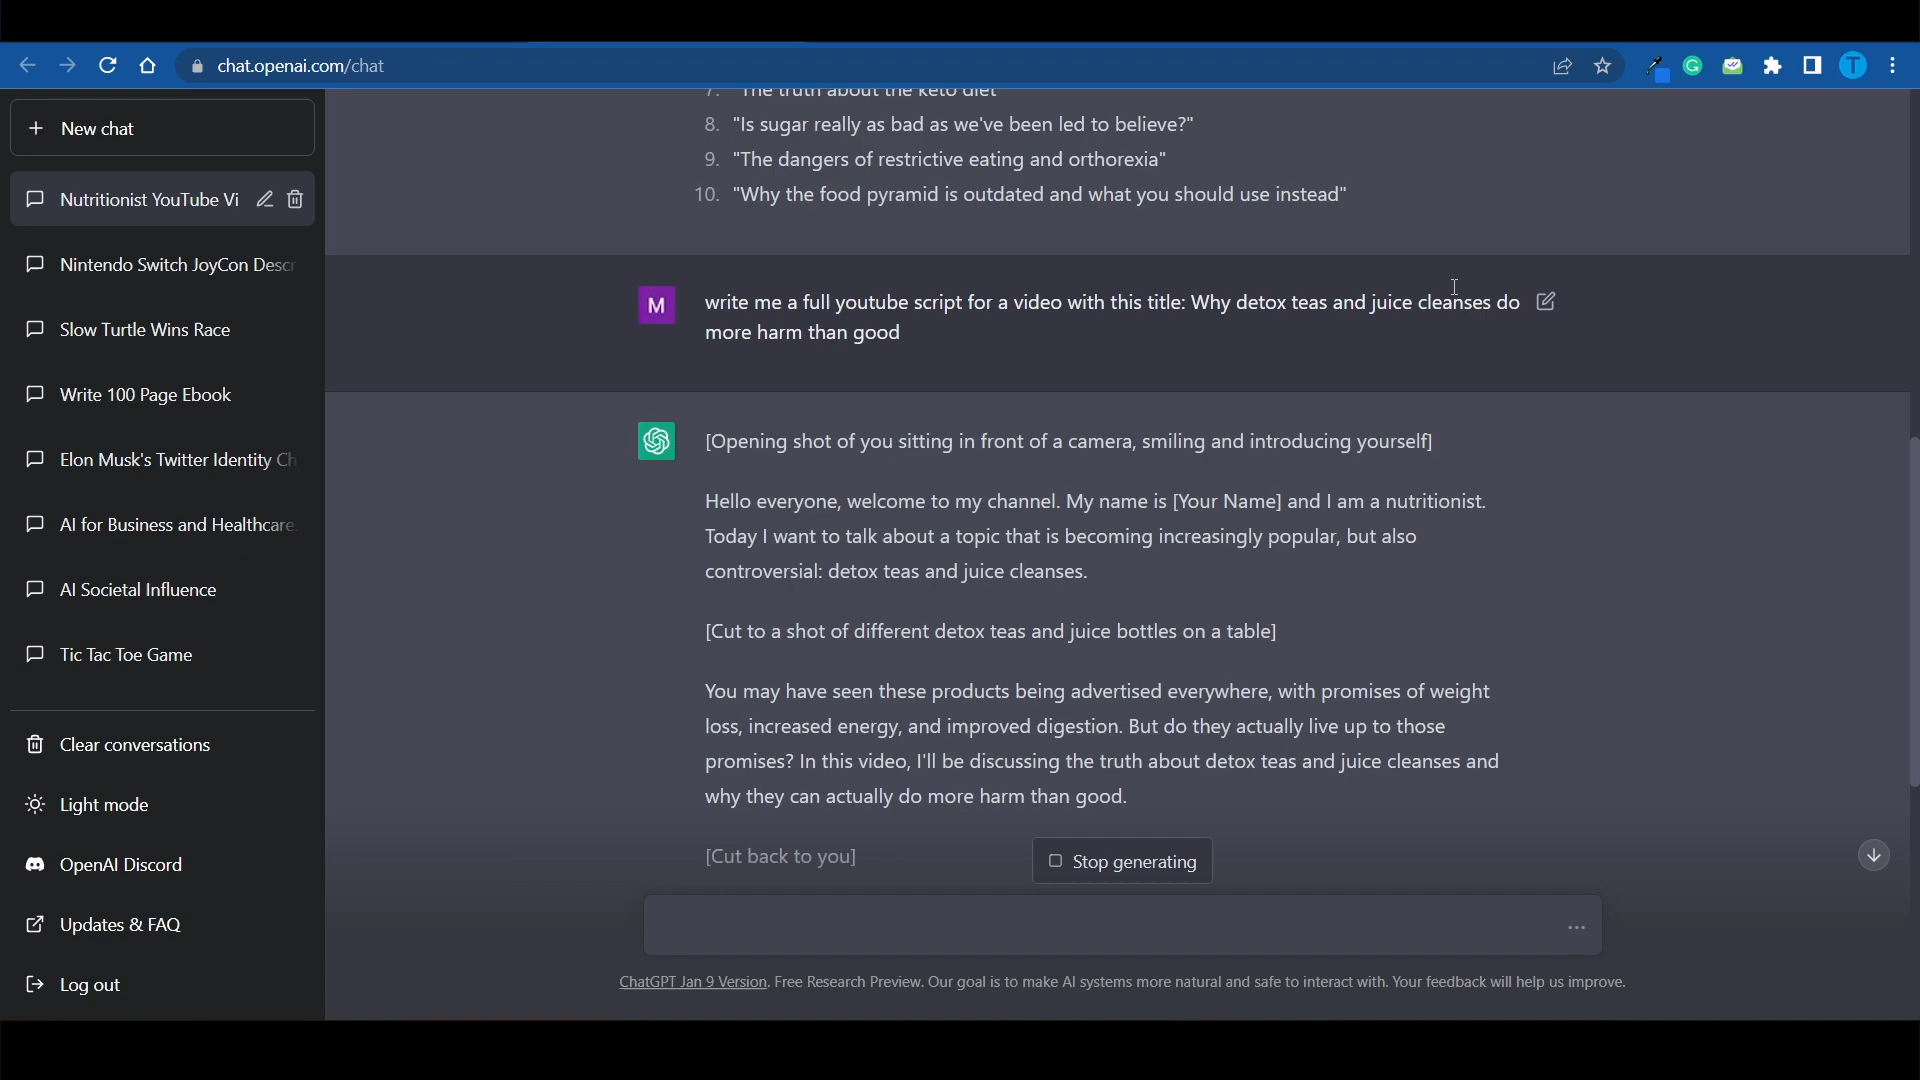 chat.openai.com/chat
T
New chat
Nutritionist YouTube Vi
Nintendo Switch JoyCon Descr
Slow Turtle Wins Race
Write 100 Page Ebook
Elon Musk's Twitter Identity Ch
AI for Business and Healthcare.
AI Societal Influence
Tic Tac Toe Game
Clear conversations
Light mode
OpenAI Discord
Updates & FAQ
Log out
7. "The truth about the keto diet"
8. "Is sugar really as bad as we've been led to believe?"
9. "The dangers of restrictive eating and orthorexia"
10. "Why the food pyramid is outdated and what you should use instead"
M
write me a full youtube script for a video with this title: Why detox teas and juice cleanses do
more harm than good
[Opening shot of you sitting in front of a camera, smiling and introducing yourself]
Hello everyone, welcome to my channel. My name is [Your Name] and I am a nutritionist.
Today I want to talk about a topic that is becoming increasingly popular, but also
controversial: detox teas and juice cleanses.
[Cut to a shot of different detox teas and juice bottles on a table]
You may have seen these products being advertised everywhere, with promises of weight
loss, increased energy, and improved digestion. But do they actually live up to those
promises? In this video, I'll be discussing the truth about detox teas and juice cleanses and
why they can actually do more harm than good.
[Cut back to you]
Stop generating
ChatGPT Jan 9 Version. Free Research Preview. Our goal is to make AI systems more natural and safe to interact with. Your feedback will help us improve.